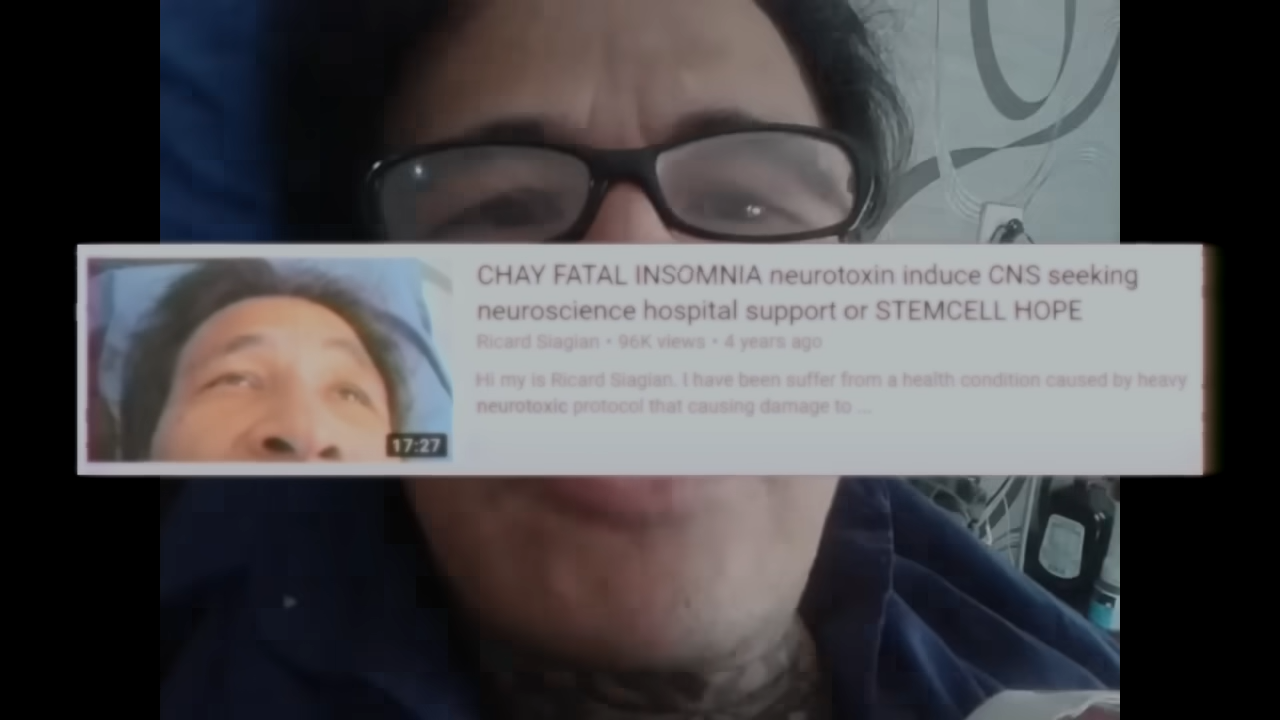 CHAY FATAL INSOMNIA neurotoxin induce CNS seeking
neuroscience hospital support or STEMCELL HOPE
Ricard Siagian • 96K views • 4 years ago
Hi my is Ricard Siagian. I have been suffer from a health condition caused by heavy
neurotoxic protocol that causing damage to ...
17:27